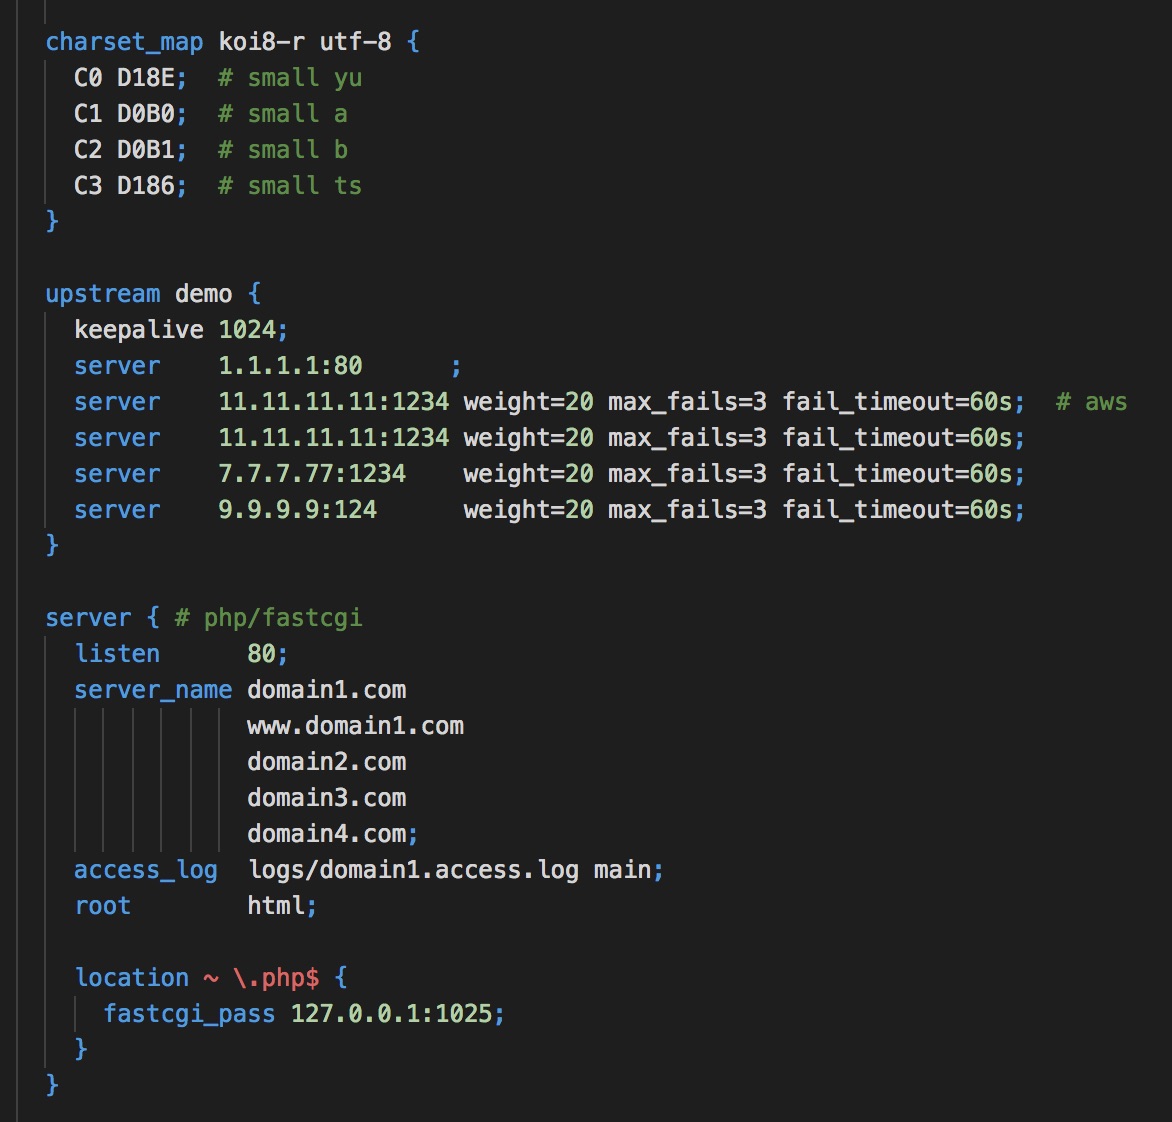 charset_map koi8-r utf-8 {
  C0 D18E;  # small yu
  C1 D0B0;  # small a
  C2 D0B1;  # small b
  C3 D186;  # small ts
}

upstream demo {
  keepalive 1024;
  server    1.1.1.1:80      ;
  server    11.11.11.11:1234 weight=20 max_fails=3 fail_timeout=60s;  # aws
  server    11.11.11.11:1234 weight=20 max_fails=3 fail_timeout=60s;
  server    7.7.7.77:1234    weight=20 max_fails=3 fail_timeout=60s;
  server    9.9.9.9:124      weight=20 max_fails=3 fail_timeout=60s;
}

server { # php/fastcgi
  listen      80;
  server_name domain1.com
              www.domain1.com
              domain2.com
              domain3.com
              domain4.com;
  access_log  logs/domain1.access.log main;
  root        html;

  location ~ \.php$ {
    fastcgi_pass 127.0.0.1:1025;
  }
}